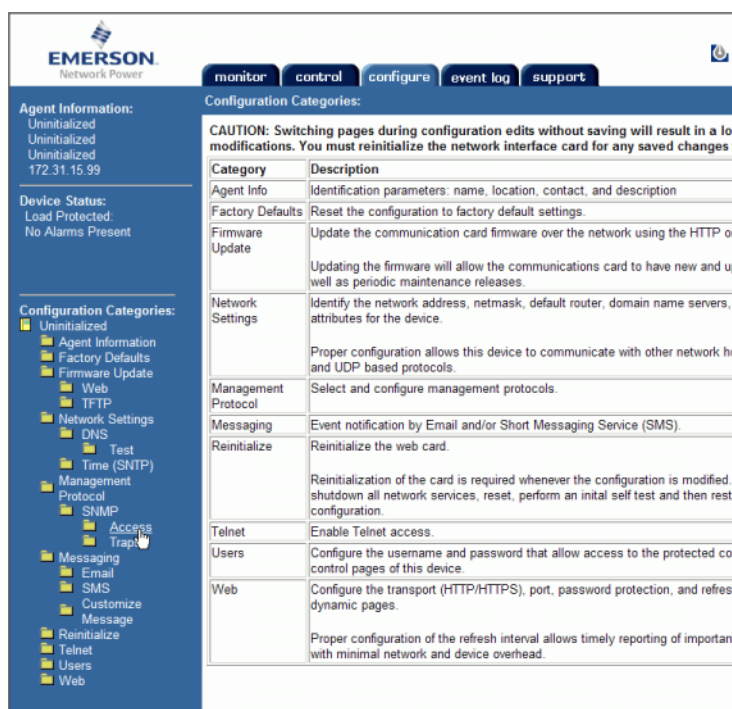 EMERSON.
Network Power
monitor
control
configure
event log
support
Agent Information:
Uninitialized
Uninitialized
Uninitialized
172.31.15.99
Device Status:
Load Protected:
No Alarms Present
Configuration Categories:
Uninitialized
Agent Information
Factory Defaults
Firmware Update
Web
TFTP
Network Settings
DNS
Test
Time (SNTP)
Management
Protocol
SNMP
Access
Traps
Messaging
Email
SMS
Customize
Message
Reinitialize
Telnet
Users
Web
Configuration Categories:
CAUTION: Switching pages during configuration edits without saving will result in a lo
modifications. You must reinitialize the network interface card for any saved changes
Category Description
Agent Info Identification parameters: name, location, contact, and description
Factory Defaults Reset the configuration to factory default settings.
Firmware Update the communication card firmware over the network using the HTTP o
Update
Updating the firmware will allow the communications card to have new and u
well as periodic maintenance releases.
Network Identify the network address, netmask, default router, domain name servers,
Settings attributes for the device.
Proper configuration allows this device to communicate with other network h
and UDP based protocols.
Management Select and configure management protocols.
Protocol
Messaging Event notification by Email and/or Short Messaging Service (SMS).
Reinitialize Reinitialize the web card.
Reinitialization of the card is required whenever the configuration is modified.
shutdown all network services, reset, perform an inital self test and then rest
configuration.
Telnet Enable Telnet access.
Users Configure the username and password that allow access to the protected co
control pages of this device.
Web Configure the transport (HTTP/HTTPS), port, password protection, and refres
dynamic pages.
Proper configuration of the refresh interval allows timely reporting of importan
with minimal network and device overhead.